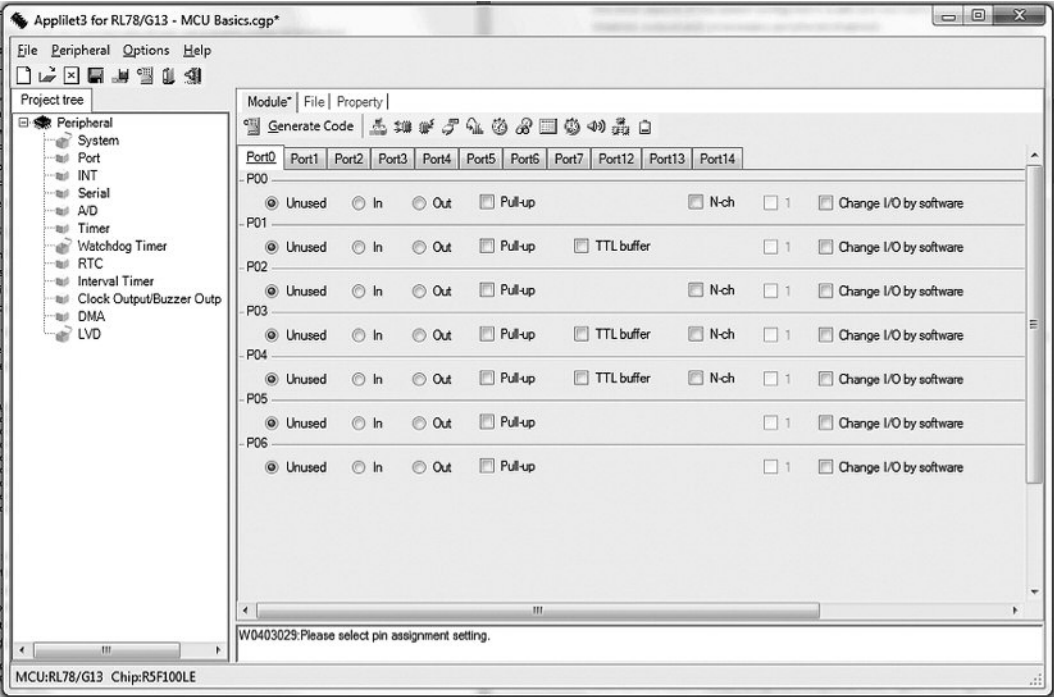 Applilet3 for RL78/G13 - MCU Basics.cgp*
File Peripheral Options Help
Project tree
Peripheral
System
Port
INT
Serial
A/D
Timer
Watchdog Timer
RTC
Interval Timer
Clock Output/Buzzer Outp
DMA
LVD
Module* File Property
Generate Code
Port0 Port1 Port2 Port3 Port4 Port5 Port6 Port7 Port12 Port13 Port14
P00
Unused In Out Pull-up N-ch 1 Change I/O by software
P01
Unused In Out Pull-up TTL buffer 1 Change I/O by software
P02
Unused In Out Pull-up N-ch 1 Change I/O by software
P03
Unused In Out Pull-up TTL buffer N-ch 1 Change I/O by software
P04
Unused In Out Pull-up TTL buffer N-ch 1 Change I/O by software
P05
Unused In Out Pull-up 1 Change I/O by software
P06
Unused In Out Pull-up 1 Change I/O by software
W0403029:Please select pin assignment setting.
MCU:RL78/G13 Chip:R5F100LE